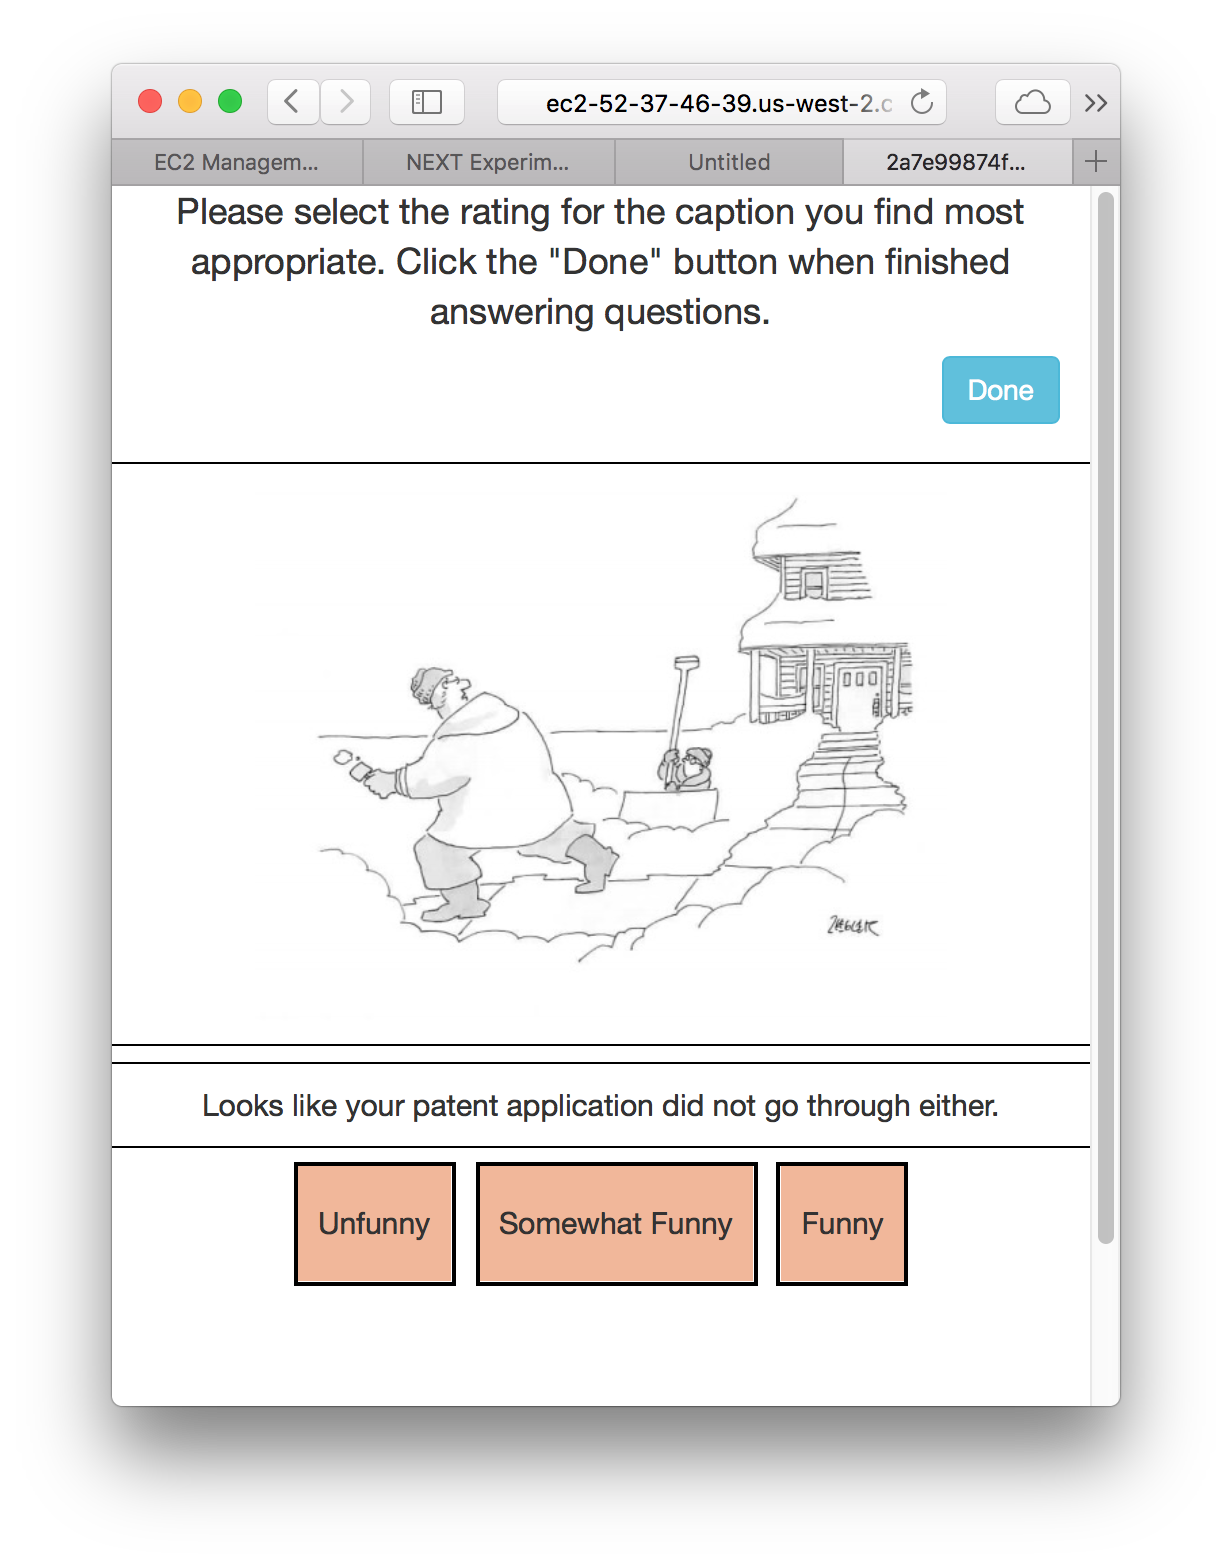 ec2-52-37-46-39.us-west-2.c
EC2 Managem... NEXT Experim... Untitled 2a7e99874f...
Please select the rating for the caption you find most
appropriate. Click the "Done" button when finished
answering questions.
Done
ZIEGLER
Looks like your patent application did not go through either.
Unfunny Somewhat Funny Funny